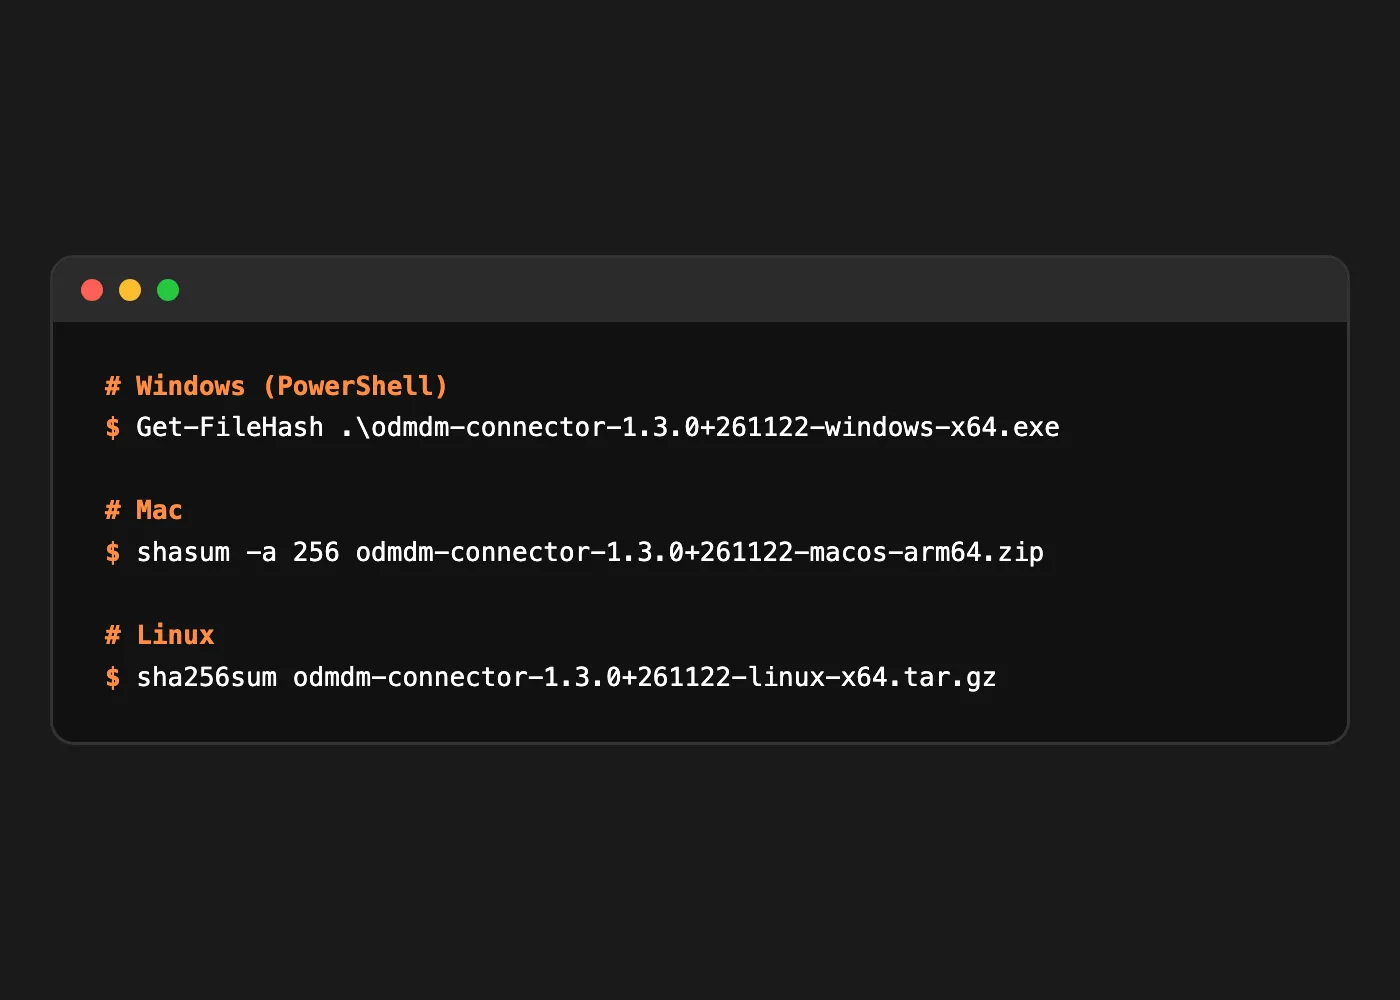 # Windows (PowerShell)
$ Get-FileHash .\odmdm-connector-1.3.0+261122-windows-x64.exe
# Mac
$ shasum -a 256 odmdm-connector-1.3.0+261122-macos-arm64.zip
# Linux
$ sha256sum odmdm-connector-1.3.0+261122-linux-x64.tar.gz